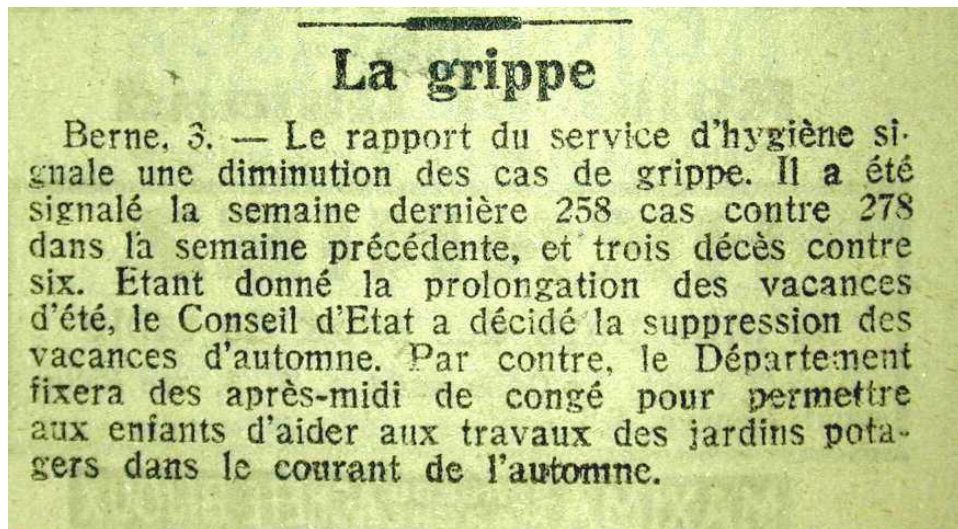 La grippe
Berne, 3. — Le rapport du service d'hygiène si-
gnale une diminution des cas de grippe. Il a été
signalé la semaine dernière 258 cas contre 278
dans la semaine précédente, et trois décès contre
six. Etant donné la prolongation des vacances
d'été, le Conseil d'Etat a décidé la suppression des
vacances d'automne. Par contre, le Département
fixera des après-midi de congé pour permettre
aux enfants d'aider aux travaux des jardins pota-
gers dans le courant de l'automne.